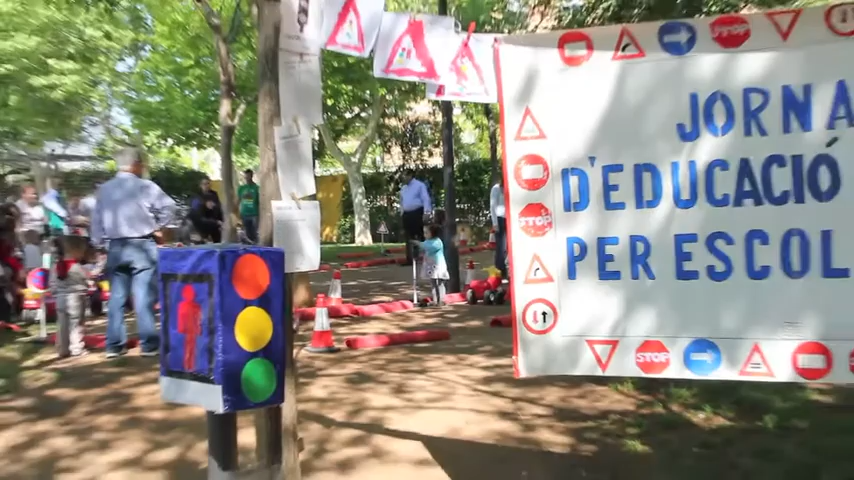 STOP
JORNA
D'EDUCACIÓ
STOP
PER ESCOL
STOP